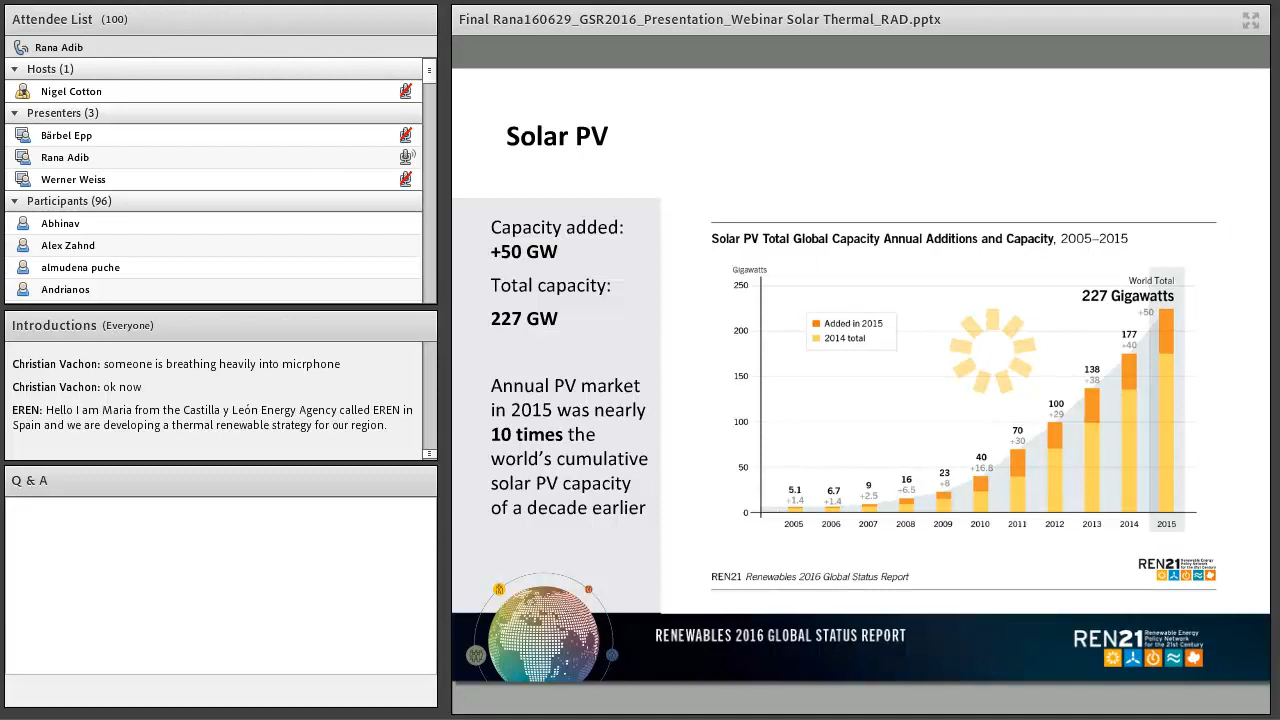 Attendee List (100)
Rana Adib
Hosts (1)
Nigel Cotton
Presenters (3)
Bärbel Epp
Rana Adib
Werner Weiss
Participants (96)
Abhinav
Alex Zahnd
almudena puche
Andrianos
Introductions (Everyone)
Christian Vachon: someone is breathing heavily into micrphone
Christian Vachon: ok now
EREN: Hello I am Maria from the Castilla y León Energy Agency called EREN in
Spain and we are developing a thermal renewable strategy for our region.
Q & A
Final Rana160629_GSR2016_Presentation_Webinar Solar Thermal_RAD.pptx
Solar PV
Capacity added:
+50 GW
Total capacity:
227 GW
Annual PV market
in 2015 was nearly
10 times the
world's cumulative
solar PV capacity
of a decade earlier
Solar PV Total Global Capacity Annual Additions and Capacity, 2005–2015
Gigawatts
250
200
150
100
50
0
Added in 2015
2014 total
World Total
227 Gigawatts
+50
177
+40
138
+38
100
+29
70
+30
40
+16.8
23
+8
16
+6.5
9
+2.5
6.7
+1.4
5.1
+1.4
2005 2006 2007 2008 2009 2010 2011 2012 2013 2014 2015
REN21 Renewables 2016 Global Status Report
REN21
Renewable Energy
Policy Network
for the 21st Century
RENEWABLES 2016 GLOBAL STATUS REPORT
REN21
Renewable Energy
Policy Network
for the 21st Century